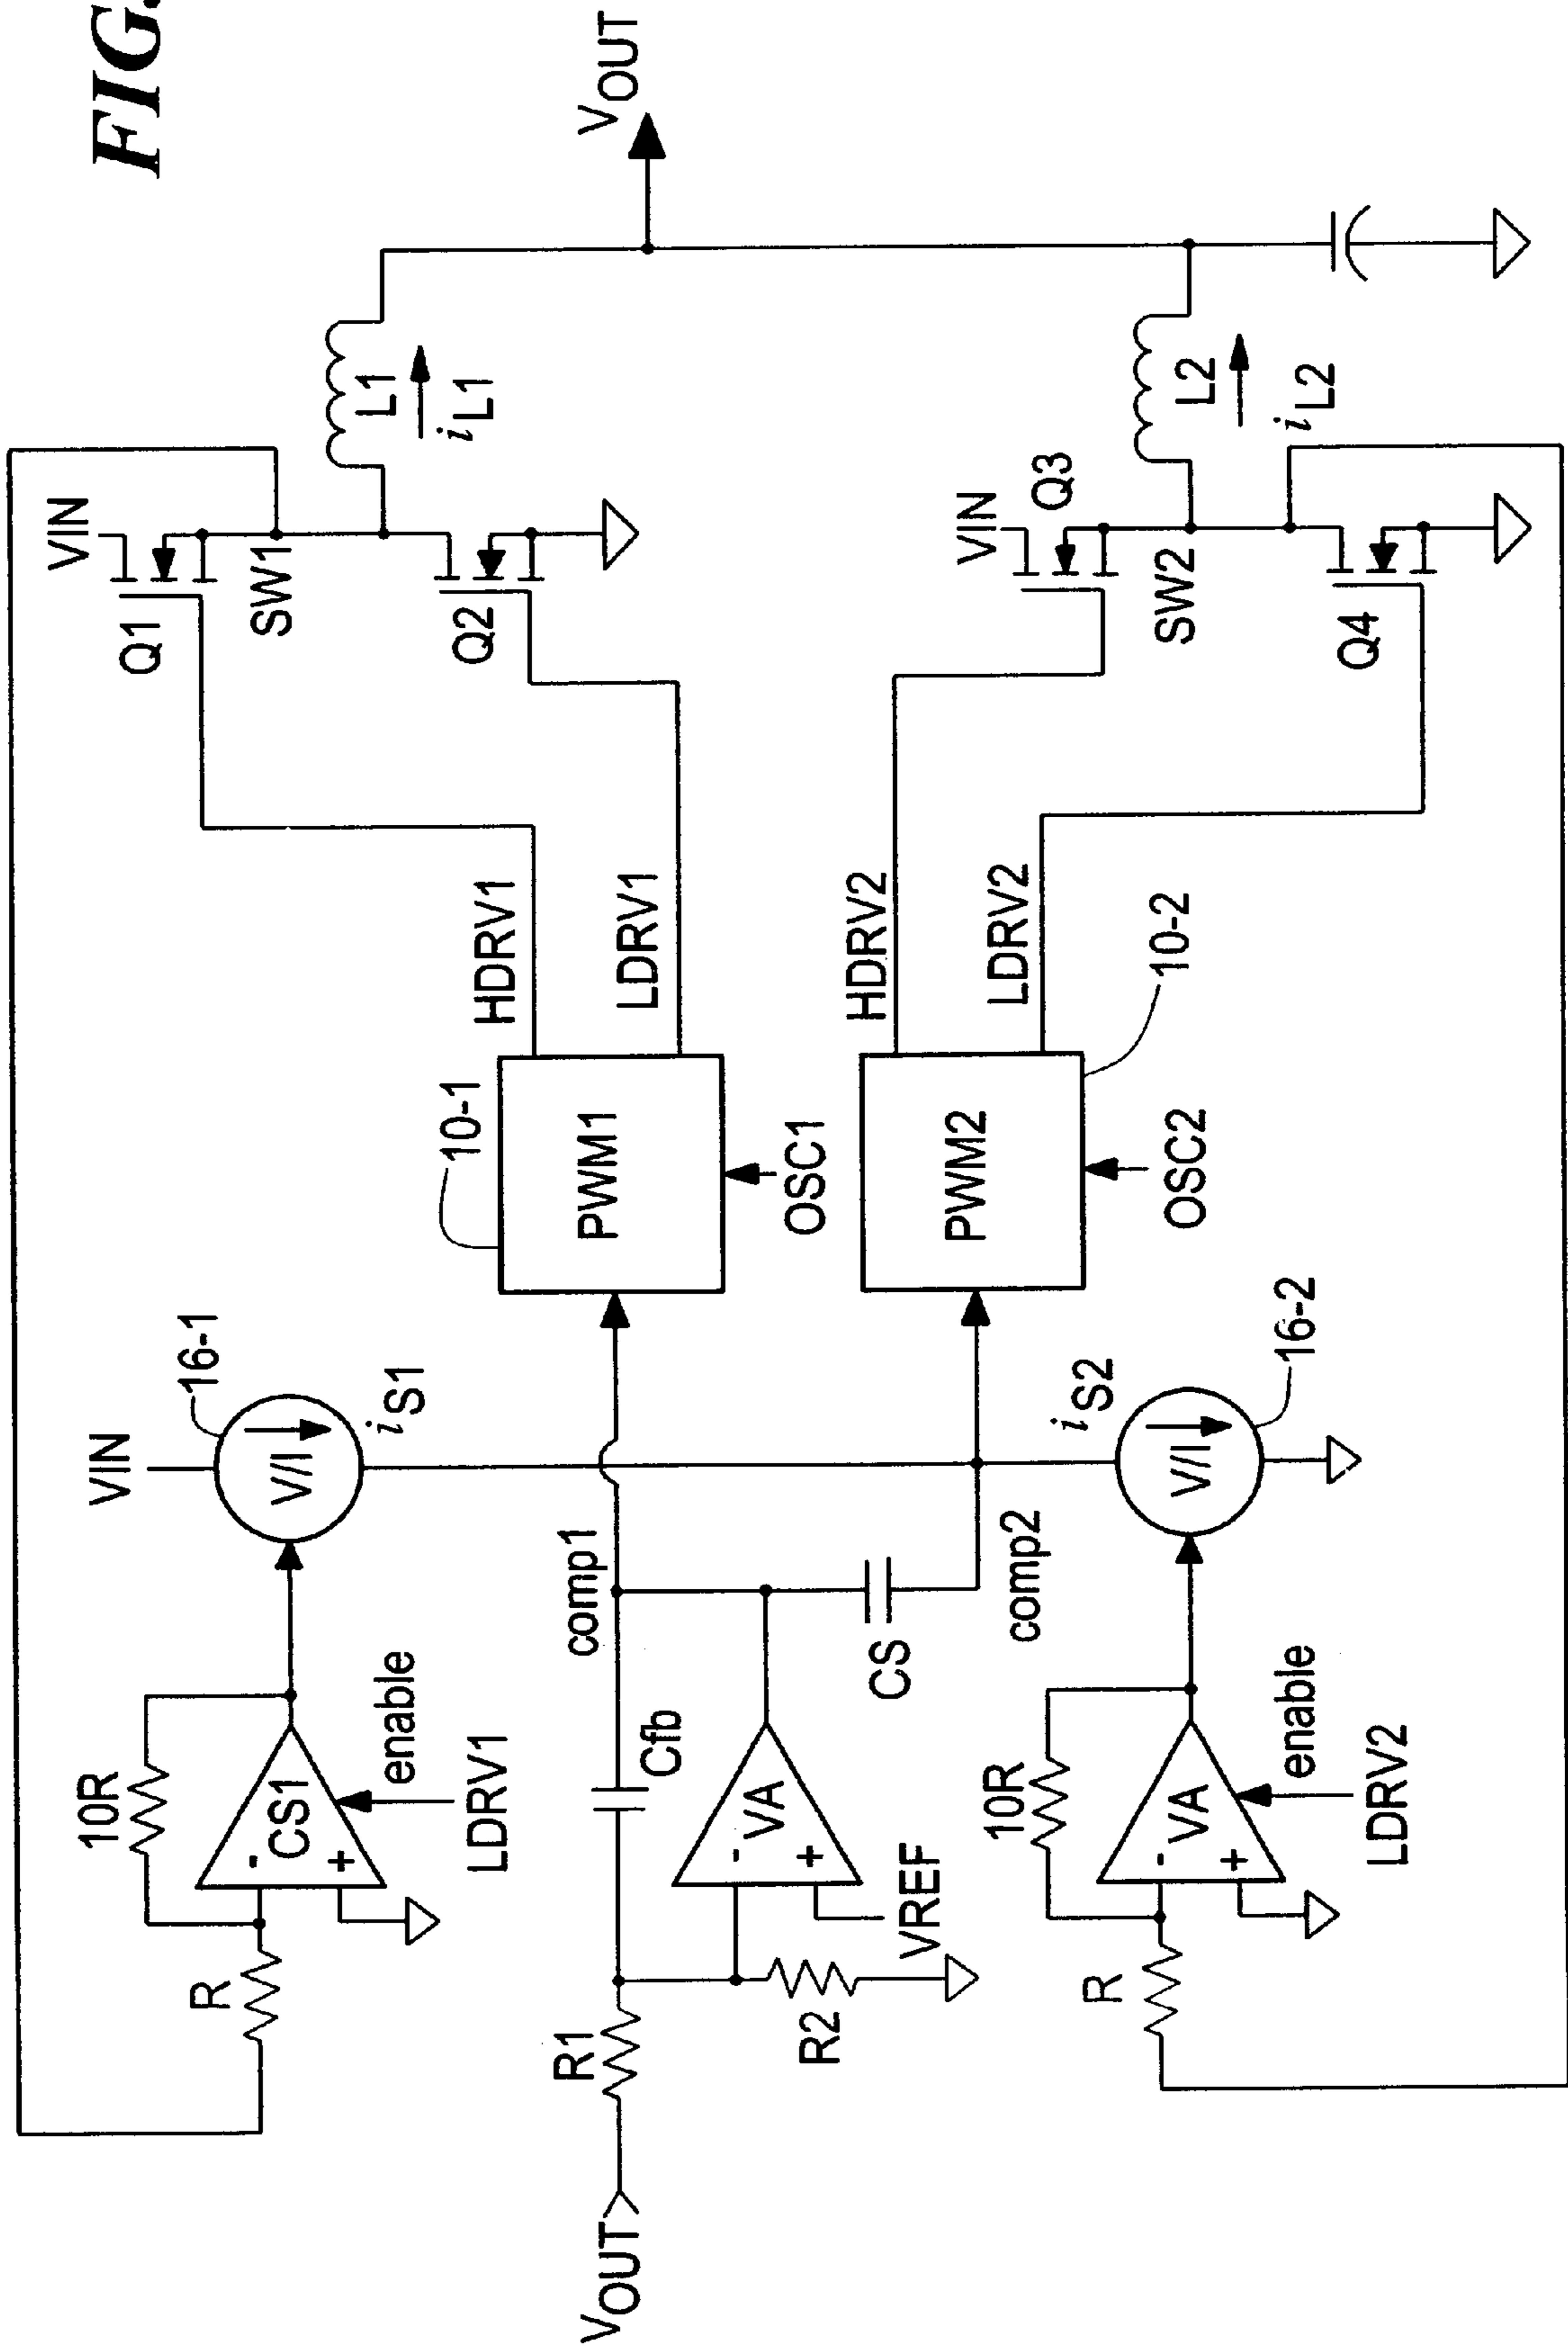 FIG.
VIN
Q1
SW1
Q2
L1
iL1
VOUT
VIN
Q3
SW2
Q4
L2
iL2
HDRV1
LDRV1
HDRV2
LDRV2
10-1
PWM1
OSC1
PWM2
OSC2
10-2
VIN
16-1
V/I
iS1
iS2
V/I
16-2
comp1
comp2
CS
10R
R
-
CS1
+
enable
LDRV1
Cfb
-
VA
+
VREF
R1
R2
VOUT
10R
R
-
VA
+
enable
LDRV2